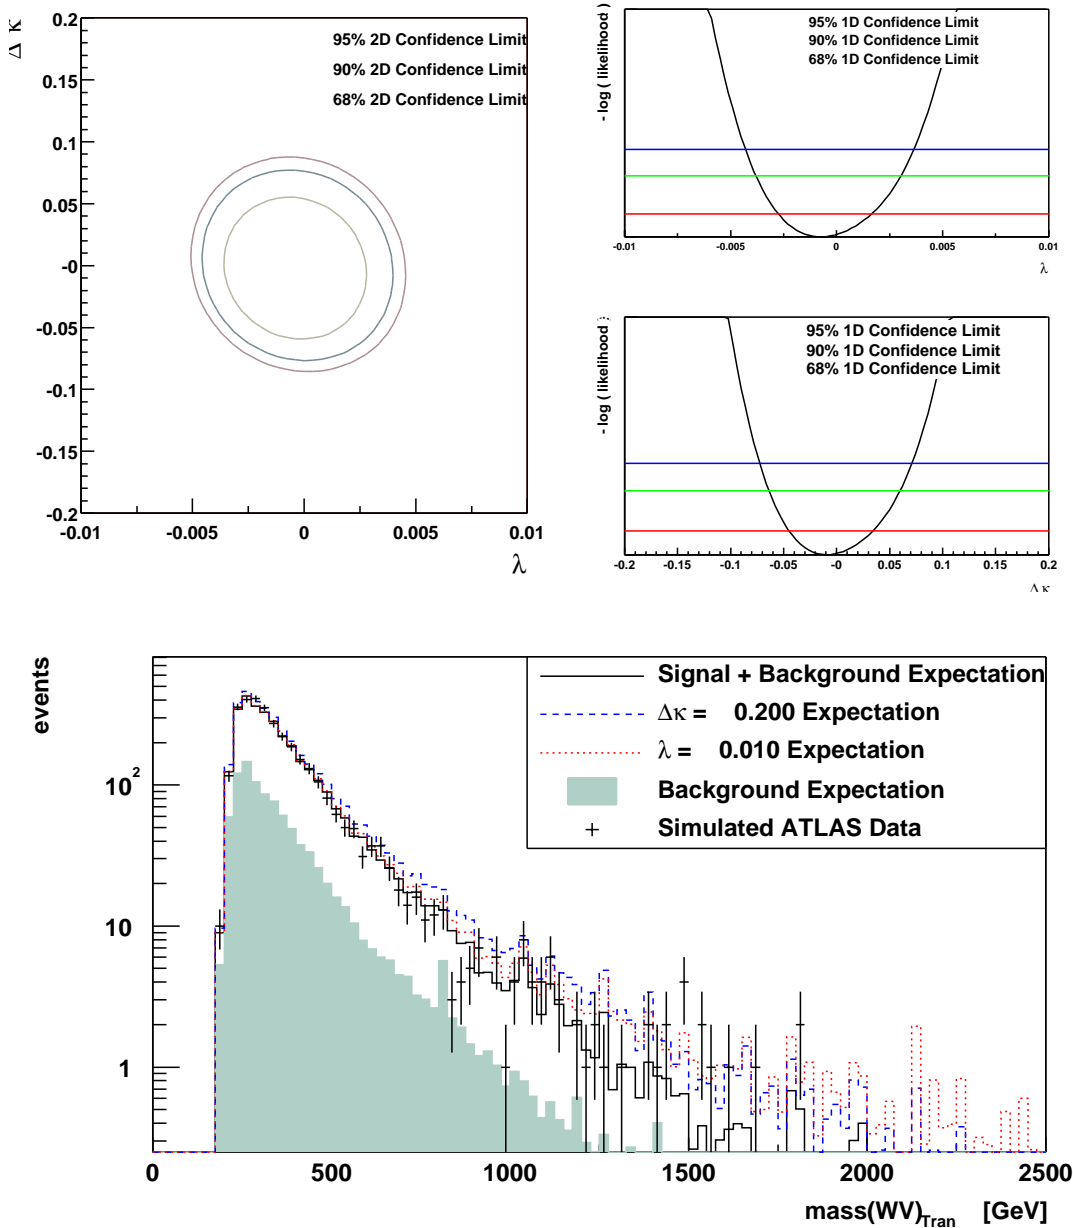 Δ κ
0.2
0.15
0.1
0.05
-0
-0.05
-0.1
-0.15
-0.2
95% 2D Confidence Limit
90% 2D Confidence Limit
68% 2D Confidence Limit
-0.01 -0.005 0 0.005 0.01
λ
- log ( likelihood )
95% 1D Confidence Limit
90% 1D Confidence Limit
68% 1D Confidence Limit
-0.01 -0.005 0 0.005 0.01
λ
- log ( likelihood )
95% 1D Confidence Limit
90% 1D Confidence Limit
68% 1D Confidence Limit
-0.2 -0.15 -0.1 -0.05 -0 0.05 0.1 0.15 0.2
Δ κ
events
10²
10
1
Signal + Background Expectation
Δκ = 0.200 Expectation
λ = 0.010 Expectation
Background Expectation
Simulated ATLAS Data
0 500 1000 1500 2000 2500
mass(WV)Tran [GeV]